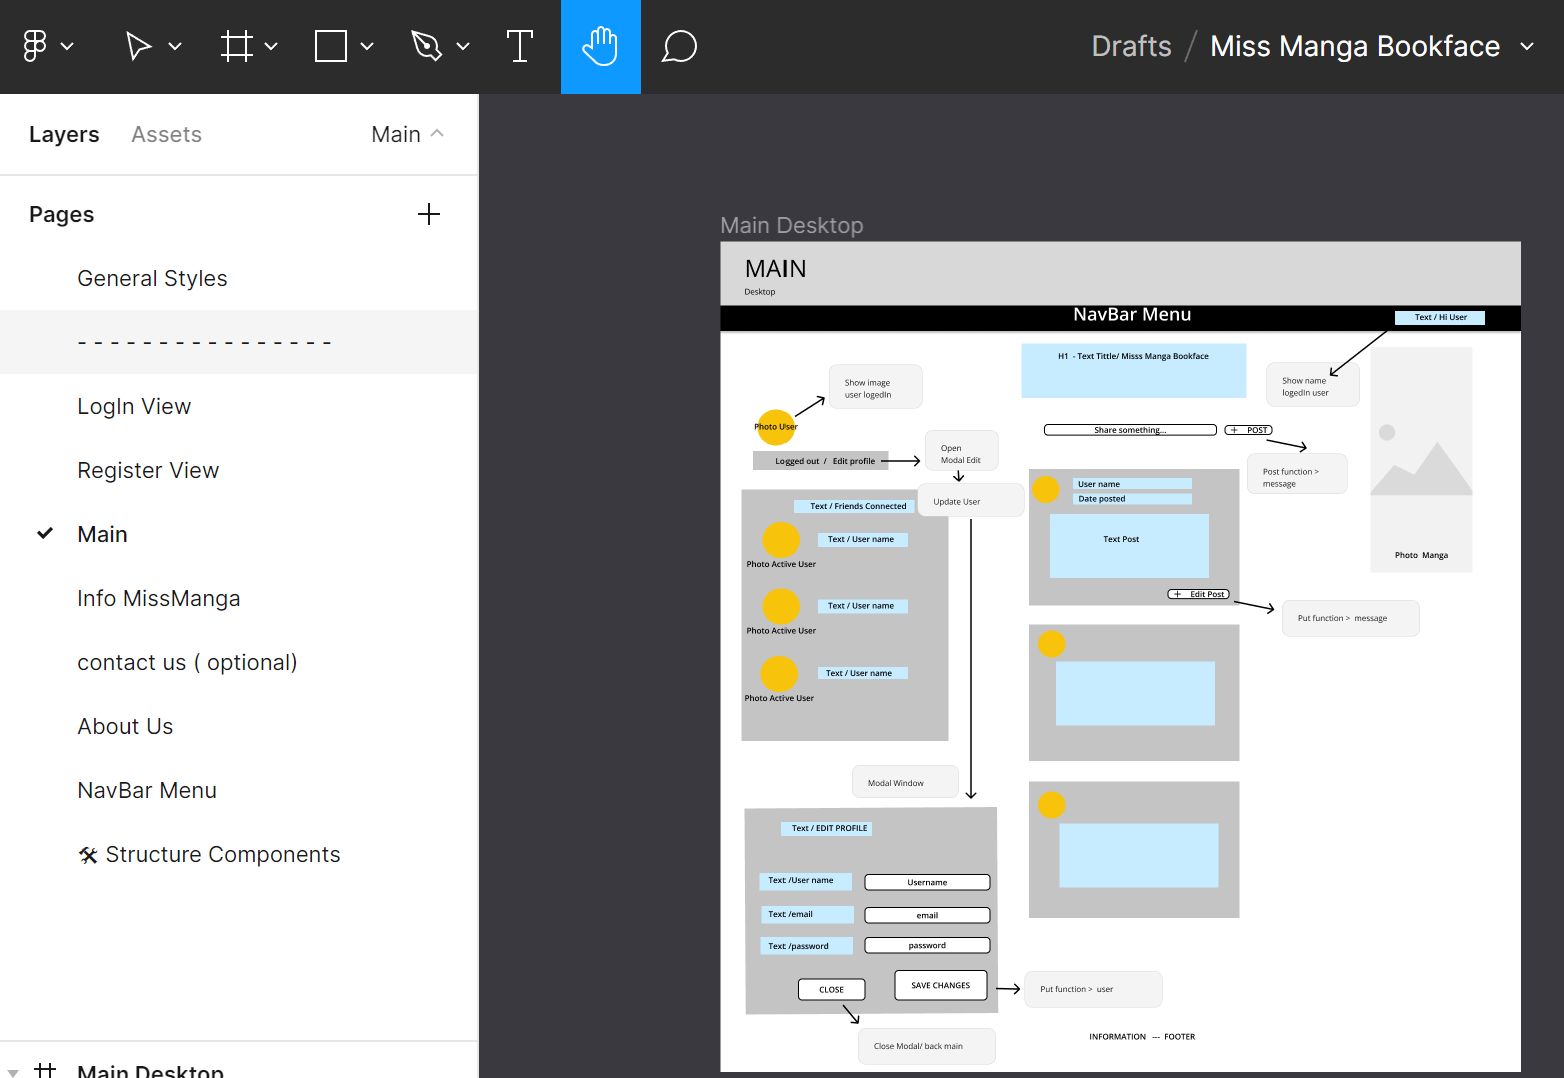 Drafts / Miss Manga Bookface
Layers
Assets
Main
Pages
General Styles
- - - - - - - - - - - - - - - -
LogIn View
Register View
Main
Info MissManga
contact us ( optional)
About Us
NavBar Menu
Structure Components
Main Desktop
Main Desktop
MAIN
Desktop
NavBar Menu
Text / Hi User
H1 - Text Tittle/ Misss Manga Bookface
Show image
user logedIn
Show name
logedin user
Photo User
Share something...
+ POST
Logged out / Edit profile
Open
Modal Edit
Post function >
message
Update User
Text / Friends Connected
Text / User name
Photo Active User
Text / User name
Photo Active User
Text / User name
Photo Active User
User name
Date posted
Text Post
+ Edit Post
Photo Manga
Put function > message
Modal Window
Text / EDIT PROFILE
Text /User name
Username
Text /email
email
Text /password
password
CLOSE
SAVE CHANGES
Put function > user
Close Modal/ back main
INFORMATION --- FOOTER